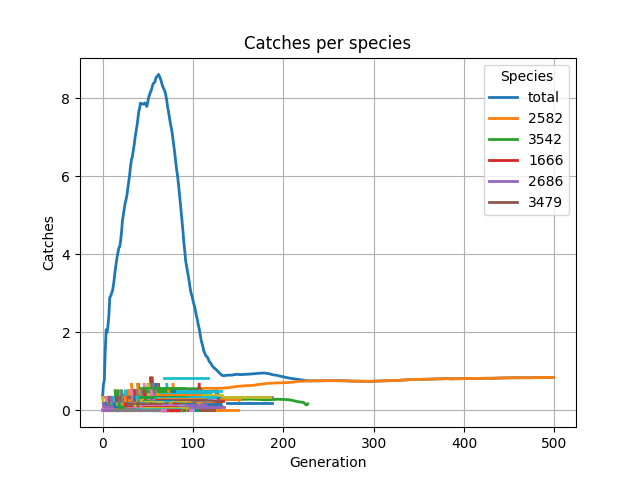 Catches per species
Catches
8
6
4
2
0
Species
total
2582
3542
1666
2686
3479
0 100 200 300 400 500
Generation